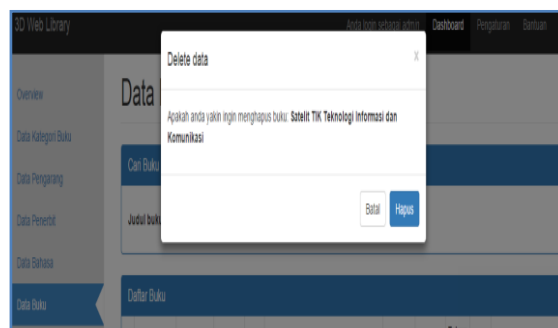 3D Web Library
Anda login sebagai admin Dashboard Pengaturan Bantuan
Delete data
X
Apakah anda yakin ingin menghapus buku: Satelit TIK Teknologi Informasi dan
Komunikasi
Batal Hapus
Overview
Data Kategori Buku
Data Pengarang
Data Penerbit
Data Bahasa
Data Buku
Data
Cari Buku
Judul buku
Daftar Buku